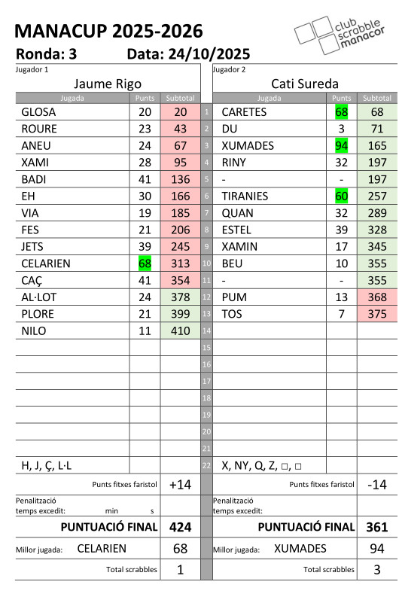 MANACUP 2025-2026
club
scrabble
manacor
Ronda: 3 Data: 24/10/2025
Jugador 1 Jugador 2
Jaume Rigo Cati Sureda
Jugada Punts Subtotal Jugada Punts Subtotal
GLOSA 20 20 1 CARETES 68 68
ROURE 23 43 2 DU 3 71
ANEU 24 67 3 XUMADES 94 165
XAMI 28 95 4 RINY 32 197
BADI 41 136 5 - - 197
EH 30 166 6 TIRANIES 60 257
VIA 19 185 7 QUAN 32 289
FES 21 206 8 ESTEL 39 328
JETS 39 245 9 XAMIN 17 345
CELARIEN 68 313 10 BEU 10 355
CAÇ 41 354 11 - - 355
AL·LOT 24 378 12 PUM 13 368
PLORE 21 399 13 TOS 7 375
NILO 11 410 14
15
16
17
18
19
20
21
H, J, Ç, L·L 22 X, NY, Q, Z, □, □
Punts fitxes faristol +14 Punts fitxes faristol -14
Penalització Penalització
temps excedit: min s temps excedit:
PUNTUACIÓ FINAL 424 PUNTUACIÓ FINAL 361
Millor jugada: CELARIEN 68 Millor jugada: XUMADES 94
Total scrabbles 1 Total scrabbles 3